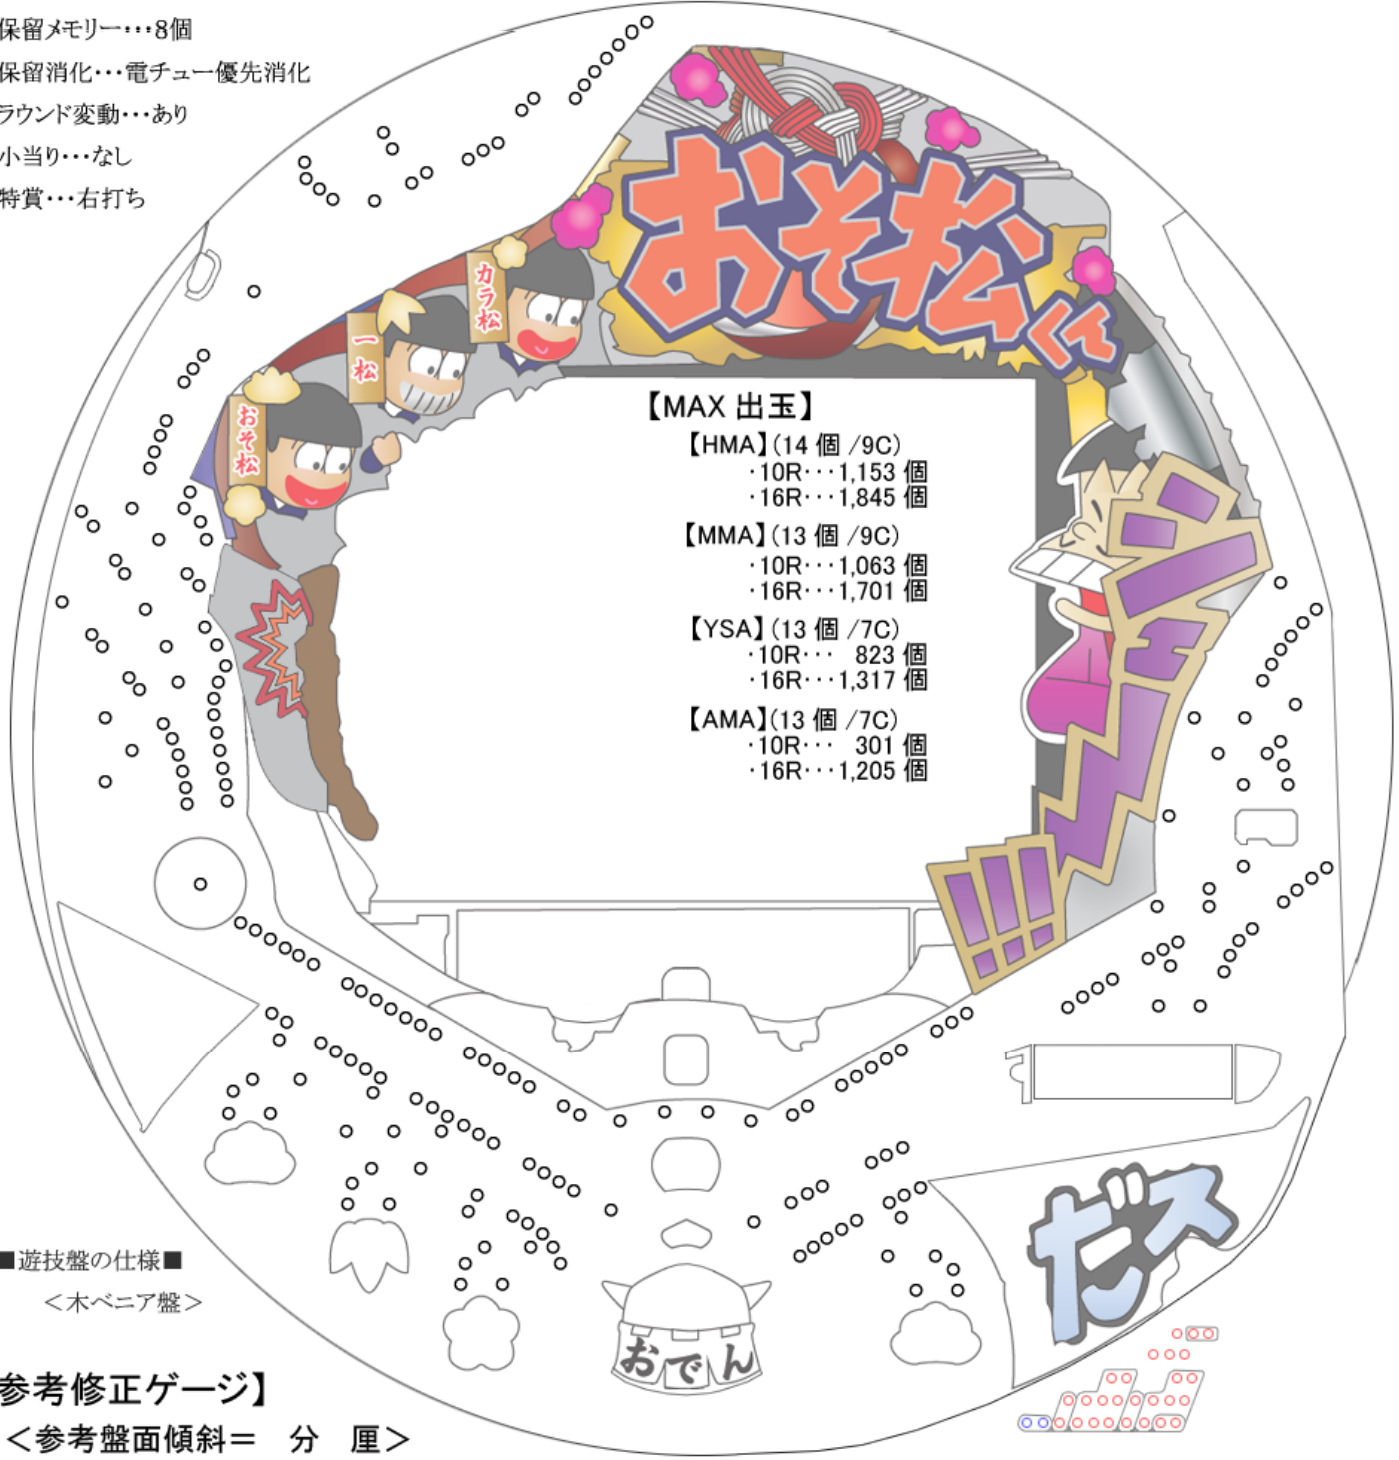 保留メモリー・・・8個
保留消化・・・電チュー優先消化
ラウンド変動・・・あり
小当り・・・なし
特賞・・・右打ち
おそ松くん
カラ松
一松
おそ松
【MAX 出玉】
【HMA】(14 個 /9C)
・10R・・・1,153 個
・16R・・・1,845 個
【MMA】(13 個 /9C)
・10R・・・1,063 個
・16R・・・1,701 個
【YSA】(13 個 /7C)
・10R・・・ 823 個
・16R・・・1,317 個
【AMA】(13 個 /7C)
・10R・・・ 301 個
・16R・・・1,205 個
シェー!!!
だス
おでん
■遊技盤の仕様■
＜木ベニア盤＞
参考修正ゲージ】
＜参考盤面傾斜＝ 分 厘＞